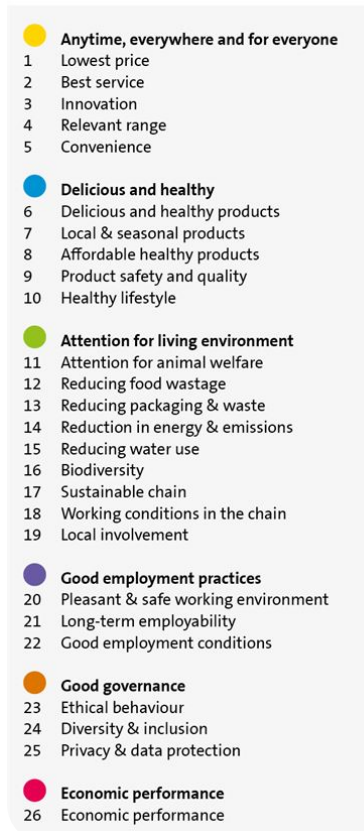 Anytime, everywhere and for everyone
1 Lowest price
2 Best service
3 Innovation
4 Relevant range
5 Convenience
Delicious and healthy
6 Delicious and healthy products
7 Local & seasonal products
8 Affordable healthy products
9 Product safety and quality
10 Healthy lifestyle
Attention for living environment
11 Attention for animal welfare
12 Reducing food wastage
13 Reducing packaging & waste
14 Reduction in energy & emissions
15 Reducing water use
16 Biodiversity
17 Sustainable chain
18 Working conditions in the chain
19 Local involvement
Good employment practices
20 Pleasant & safe working environment
21 Long-term employability
22 Good employment conditions
Good governance
23 Ethical behaviour
24 Diversity & inclusion
25 Privacy & data protection
Economic performance
26 Economic performance